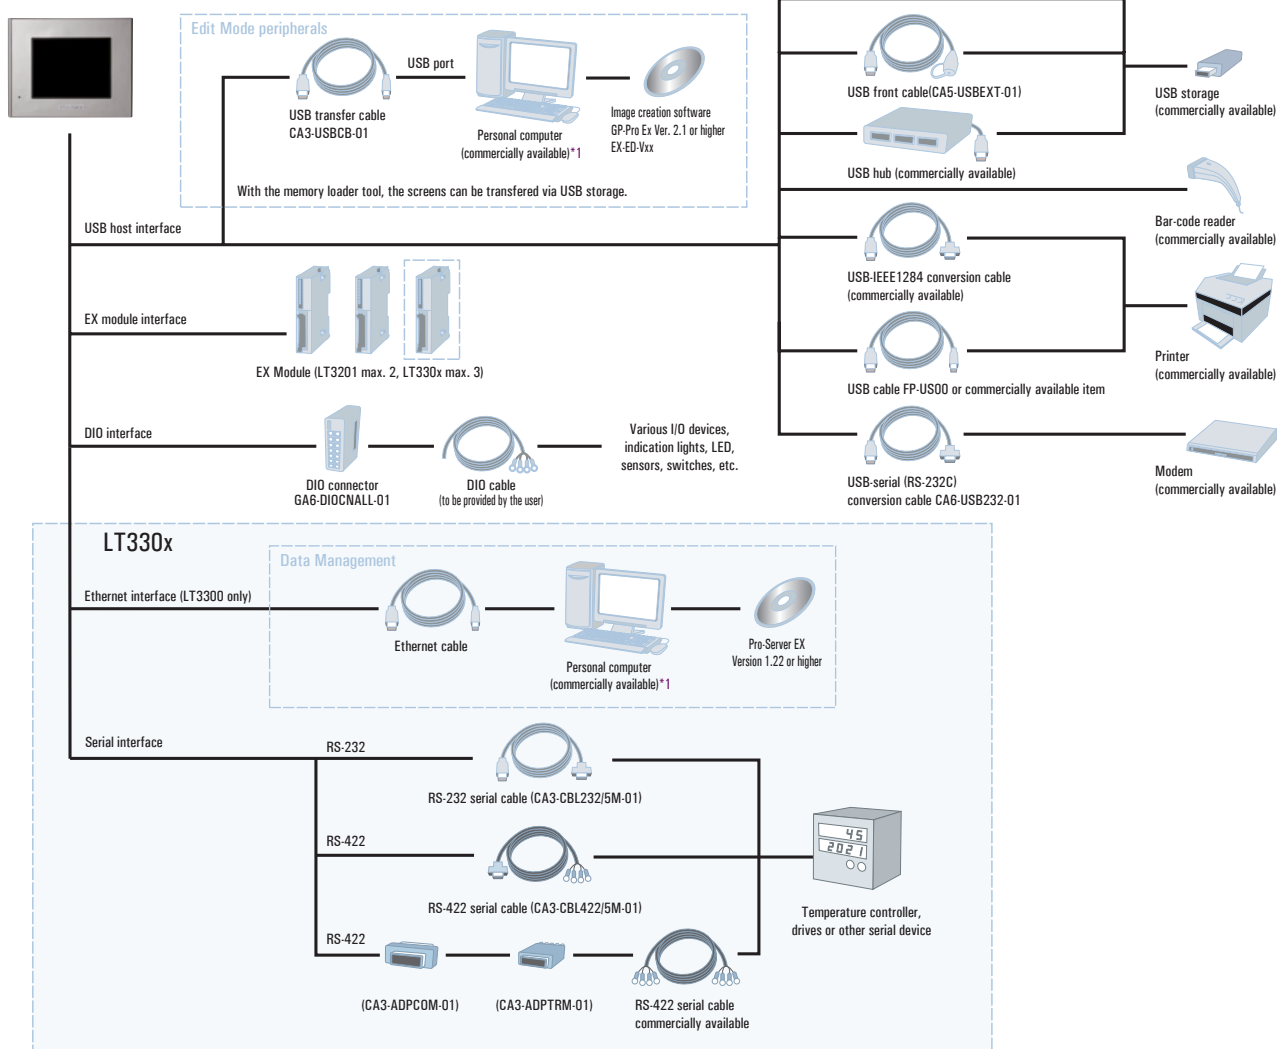 Edit Mode peripherals
USB port
USB transfer cable
CA3-USBCB-01
Personal computer
(commercially available)*1
Image creation software
GP-Pro Ex Ver. 2.1 or higher
EX-ED-Vxx
With the memory loader tool, the screens can be transfered via USB storage.
USB front cable(CA5-USBEXT-01)
USB storage
(commercially available)
USB hub (commercially available)
Bar-code reader
(commercially available)
USB host interface
USB-IEEE1284 conversion cable
(commercially available)
EX module interface
EX Module (LT3201 max. 2, LT330x max. 3)
Printer
(commercially available)
USB cable FP-US00 or commercially available item
DIO interface
DIO connector
GA6-DIOCNALL-01
DIO cable
(to be provided by the user)
Various I/O devices,
indication lights, LED,
sensors, switches, etc.
USB-serial (RS-232C)
conversion cable CA6-USB232-01
Modem
(commercially available)
LT330x
Data Management
Ethernet interface (LT3300 only)
Ethernet cable
Personal computer
(commercially available)*1
Pro-Server EX
Version 1.22 or higher
Serial interface
RS-232
RS-232 serial cable (CA3-CBL232/5M-01)
RS-422
RS-422 serial cable (CA3-CBL422/5M-01)
45
2021
Temperature controller,
drives or other serial device
RS-422
(CA3-ADPCOM-01)
(CA3-ADPTRM-01)
RS-422 serial cable
commercially available